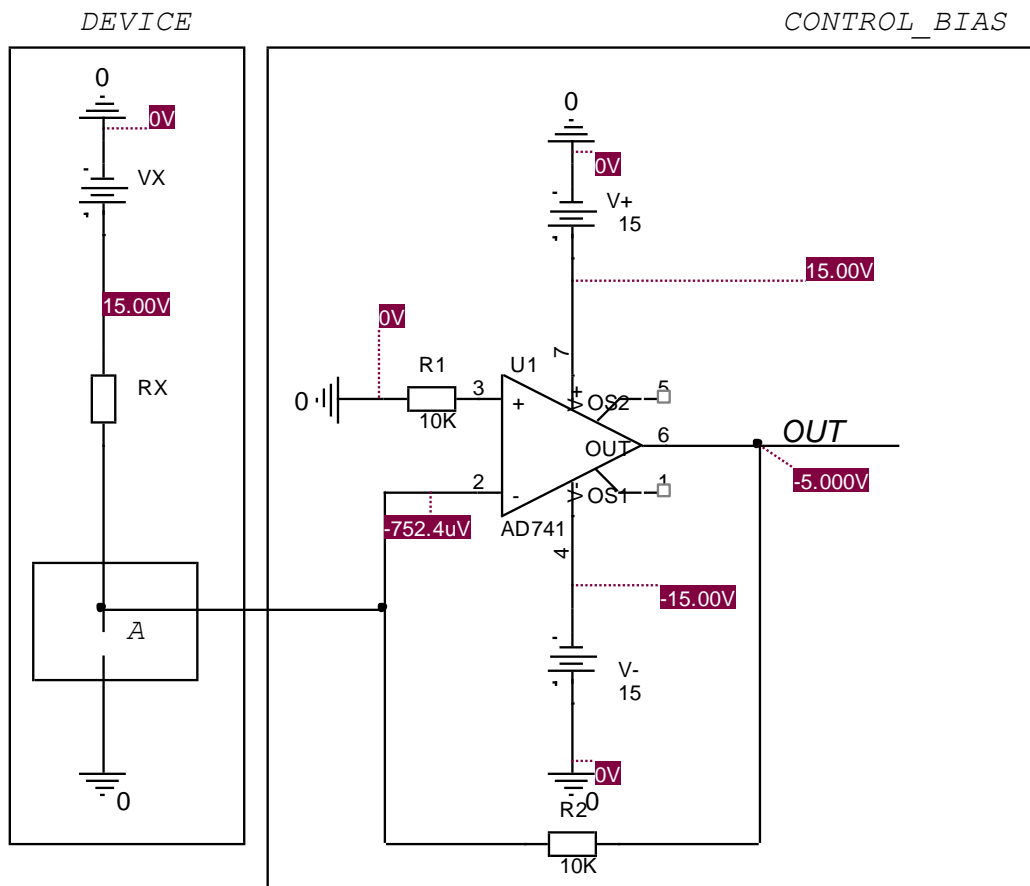 DEVICE
CONTROL_BIAS
0
0V
VX
15.00V
RX
A
0
0
0V
V+
15
15.00V
0V
0
R1
10K
U1
7
3
+
V+
OS2
5
OUT
6
OUT
-5.000V
2
-
V-
OS1
1
-752.4uV
AD741
4
-15.00V
V-
15
0V
0
R2
10K